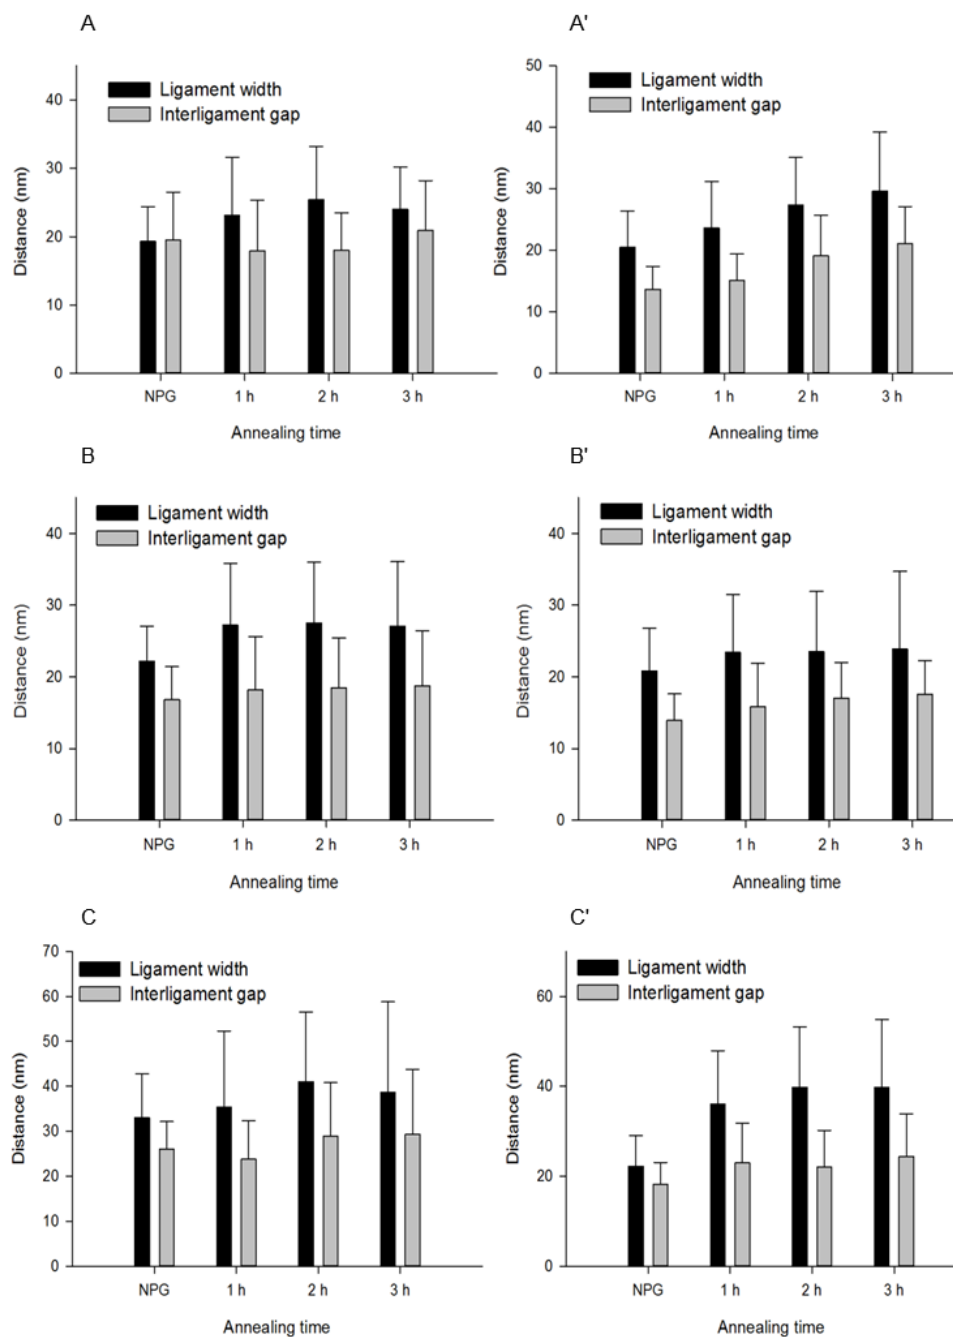 A
Ligament width
Interligament gap
Distance (nm)
40
30
20
10
0
NPG 1 h 2 h 3 h
Annealing time
A'
Ligament width
Interligament gap
Distance (nm)
50
40
30
20
10
0
NPG 1 h 2 h 3 h
Annealing time
B
Ligament width
Interligament gap
Distance (nm)
40
30
20
10
0
NPG 1 h 2 h 3 h
Annealing time
B'
Ligament width
Interligament gap
Distance (nm)
40
30
20
10
0
NPG 1 h 2 h 3 h
Annealing time
C
Ligament width
Interligament gap
Distance (nm)
70
60
50
40
30
20
10
0
NPG 1 h 2 h 3 h
Annealing time
C'
Ligament width
Interligament gap
Distance (nm)
60
40
20
0
NPG 1 h 2 h 3 h
Annealing time